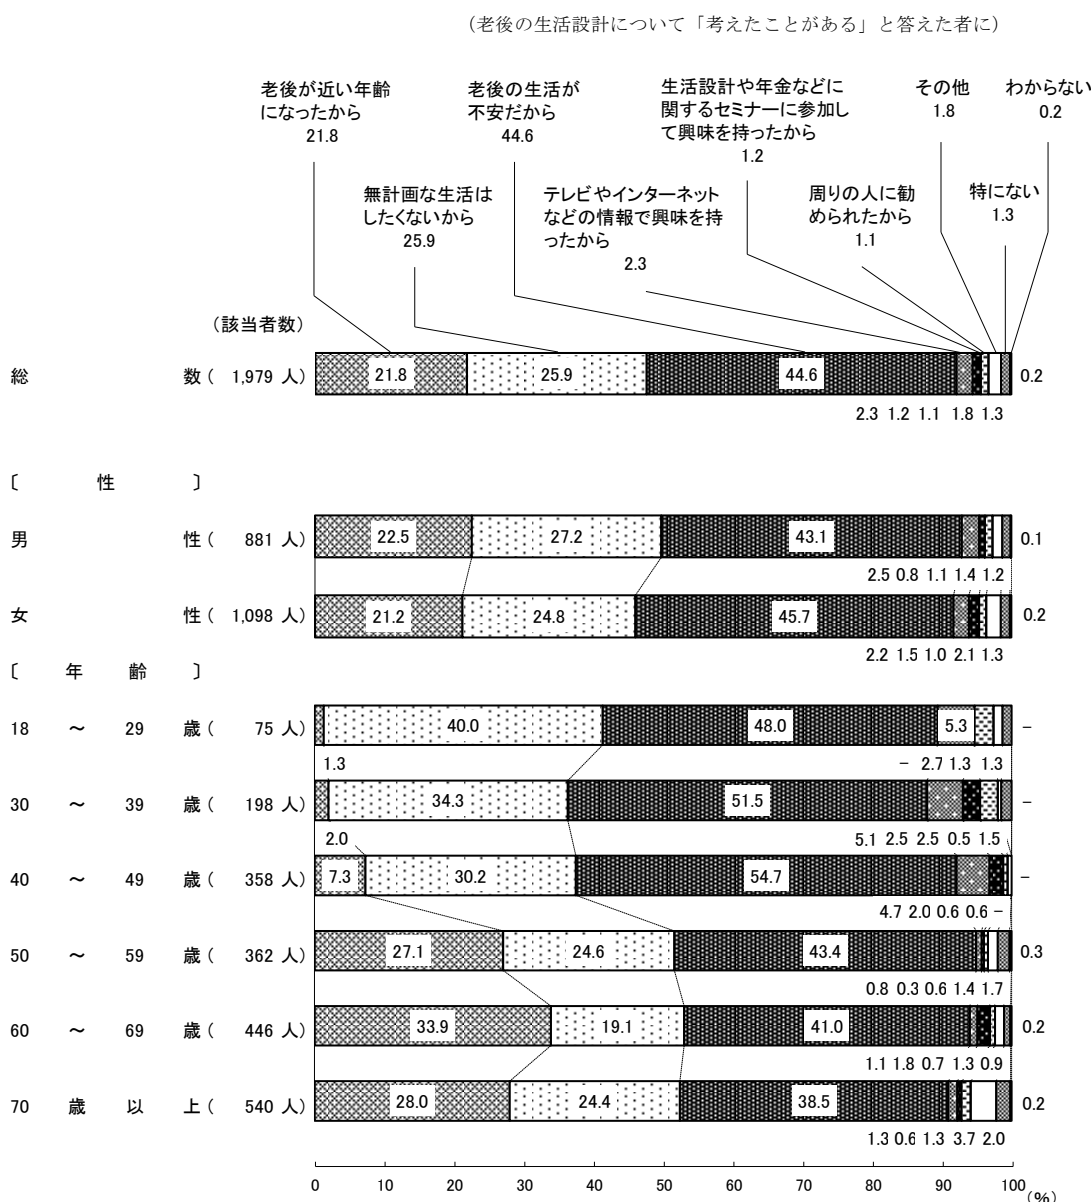 (老後の生活設計について「考えたことがある」と答えた者に)
老後が近い年齢
になったから
21.8
老後の生活が
不安だから
44.6
生活設計や年金などに
関するセミナーに参加し
て興味を持ったから
1.2
その他
1.8
わからない
0.2
無計画な生活は
したくないから
25.9
テレビやインターネット
などの情報で興味を持
ったから
2.3
周りの人に勧
められたから
1.1
特にない
1.3
(該当者数)
総 数 ( 1,979 人) 21.8 25.9 44.6 0.2
2.3 1.2 1.1 1.8 1.3
〔 性 〕
男 性 ( 881 人) 22.5 27.2 43.1 0.1
2.5 0.8 1.1 1.4 1.2
女 性 ( 1,098 人) 21.2 24.8 45.7 0.2
2.2 1.5 1.0 2.1 1.3
〔 年 齢 〕
18 ~ 29 歳 ( 75 人) 40.0 48.0 5.3 -
1.3 - 2.7 1.3 1.3
30 ~ 39 歳 ( 198 人) 34.3 51.5 -
2.0 5.1 2.5 2.5 0.5 1.5
40 ~ 49 歳 ( 358 人) 7.3 30.2 54.7 -
4.7 2.0 0.6 0.6 -
50 ~ 59 歳 ( 362 人) 27.1 24.6 43.4 0.3
0.8 0.3 0.6 1.4 1.7
60 ~ 69 歳 ( 446 人) 33.9 19.1 41.0 0.2
1.1 1.8 0.7 1.3 0.9
70 歳 以 上 ( 540 人) 28.0 24.4 38.5 0.2
1.3 0.6 1.3 3.7 2.0
0 10 20 30 40 50 60 70 80 90 100
(%)